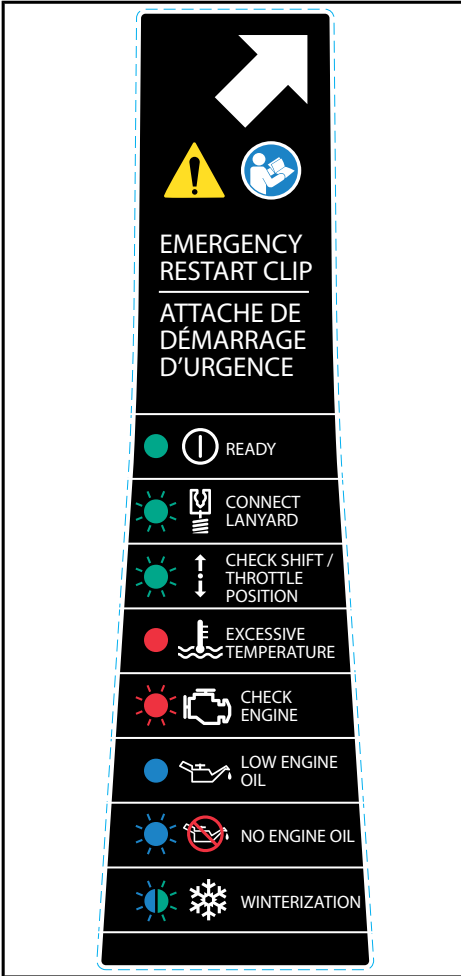 EMERGENCY
RESTART CLIP
ATTACHE DE
DÉMARRAGE
D'URGENCE
READY
CONNECT
LANYARD
CHECK SHIFT /
THROTTLE
POSITION
EXCESSIVE
TEMPERATURE
CHECK
ENGINE
LOW ENGINE
OIL
NO ENGINE OIL
WINTERIZATION